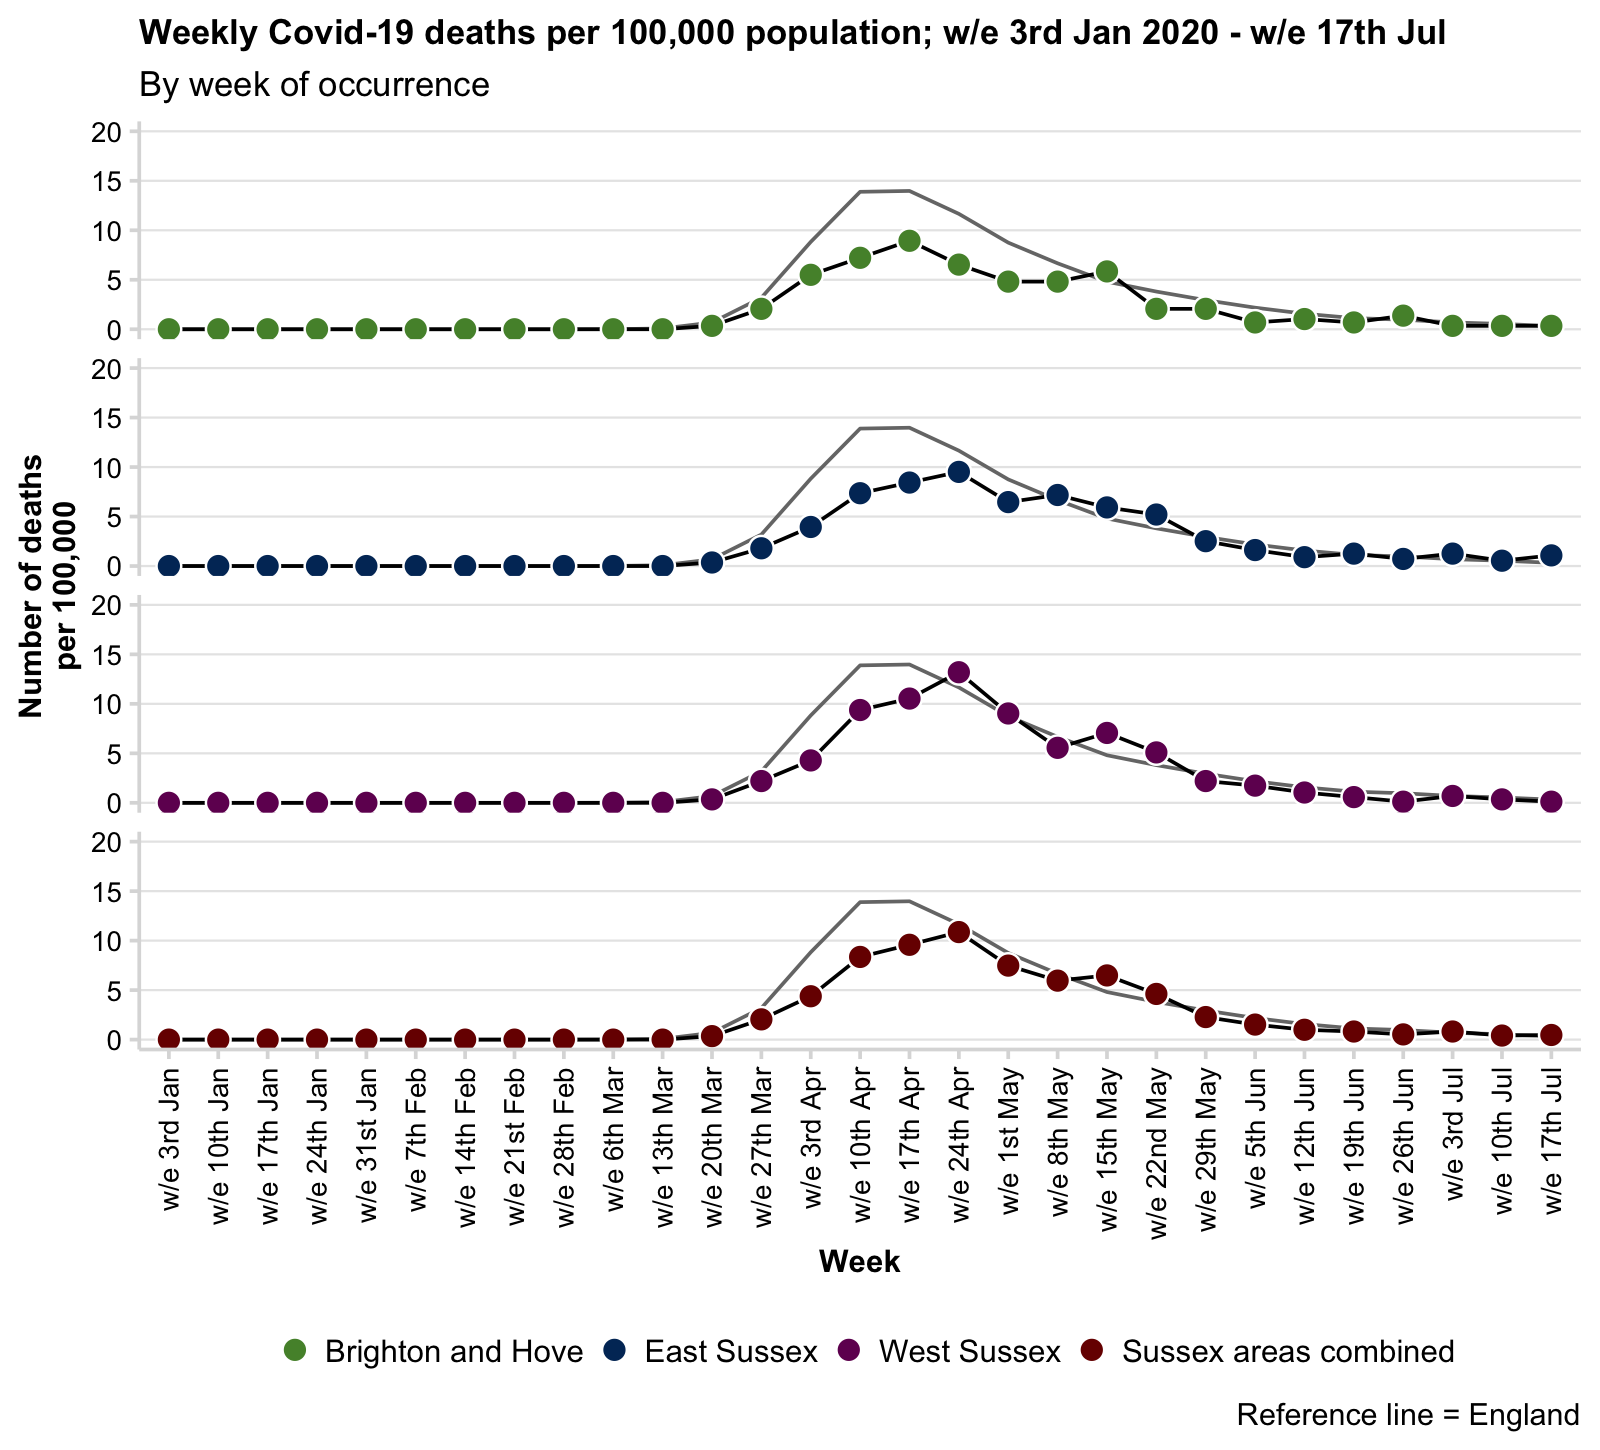 Weekly Covid-19 deaths per 100,000 population; w/e 3rd Jan 2020 - w/e 17th Jul
By week of occurrence
Number of deaths
per 100,000
20
15
10
5
0
20
15
10
5
0
20
15
10
5
0
20
15
10
5
0
w/e 3rd Jan
w/e 10th Jan
w/e 17th Jan
w/e 24th Jan
w/e 31st Jan
w/e 7th Feb
w/e 14th Feb
w/e 21st Feb
w/e 28th Feb
w/e 6th Mar
w/e 13th Mar
w/e 20th Mar
w/e 27th Mar
w/e 3rd Apr
w/e 10th Apr
w/e 17th Apr
w/e 24th Apr
w/e 1st May
w/e 8th May
w/e 15th May
w/e 22nd May
w/e 29th May
w/e 5th Jun
w/e 12th Jun
w/e 19th Jun
w/e 26th Jun
w/e 3rd Jul
w/e 10th Jul
w/e 17th Jul
Week
Brighton and Hove
East Sussex
West Sussex
Sussex areas combined
Reference line = England